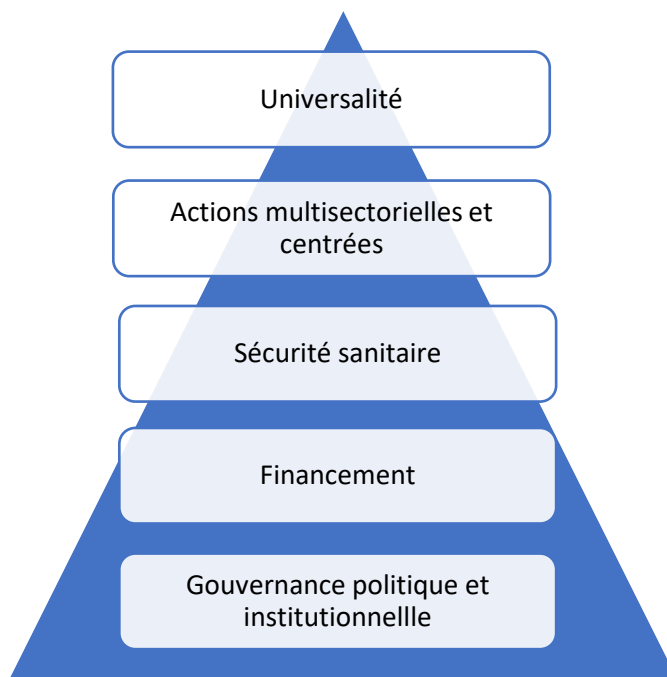 Universalité
Actions multisectorielles et
centrées
Sécurité sanitaire
Financement
Gouvernance politique et
institutionnellle